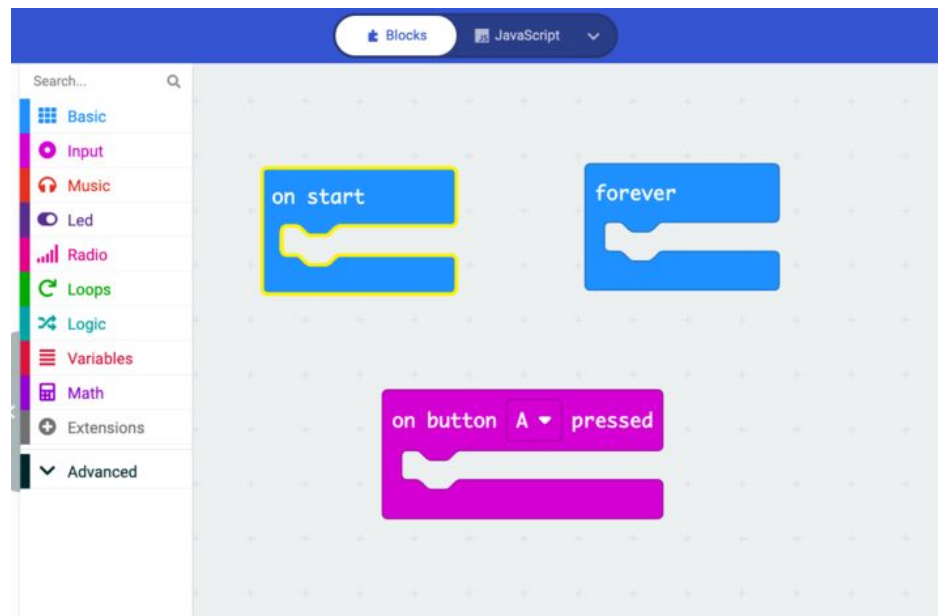 Blocks
JavaScript
Search...
Basic
Input
Music
Led
Radio
Loops
Logic
Variables
Math
Extensions
Advanced
on start
forever
on button A pressed